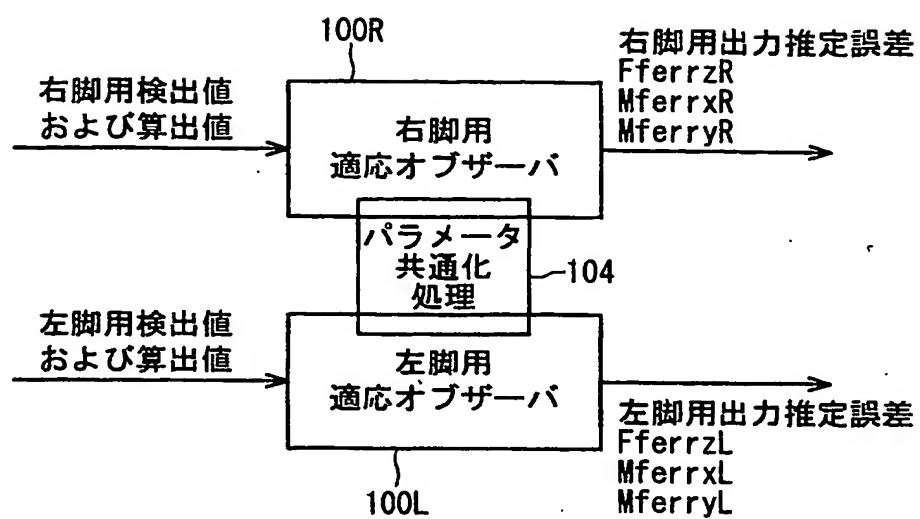 100R
右脚用検出値
および算出値
右脚用
適応オブザーバ
右脚用出力推定誤差
FferrzR
MferrxR
MferryR
パラメータ
共通化
処理
104
左脚用検出値
および算出値
左脚用
適応オブザーバ
左脚用出力推定誤差
FferrzL
MferrxL
MferryL
100L